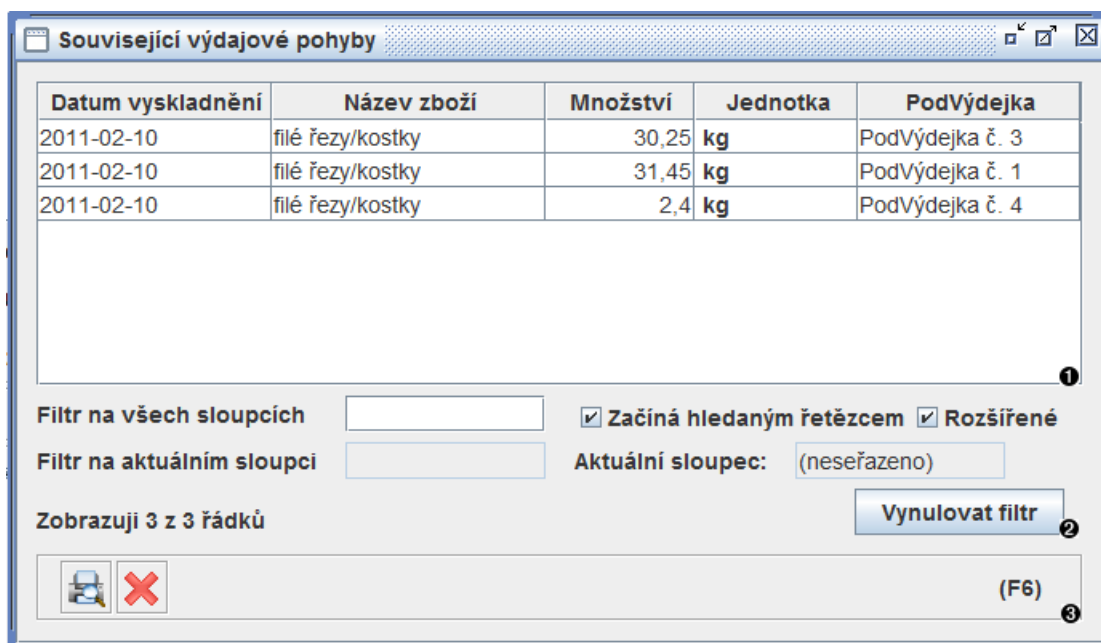 Související výdajové pohyby
Datum vyskladnění Název zboží Množství Jednotka PodVýdejka
2011-02-10 filé řezy/kostky 30,25 kg PodVýdejka č. 3
2011-02-10 filé řezy/kostky 31,45 kg PodVýdejka č. 1
2011-02-10 filé řezy/kostky 2,4 kg PodVýdejka č. 4
❶
Filtr na všech sloupcích Začíná hledaným řetězcem Rozšířené
Filtr na aktuálním sloupci Aktuální sloupec: (neseřazeno)
Zobrazuji 3 z 3 řádků Vynulovat filtr
❷
(F6)
❸